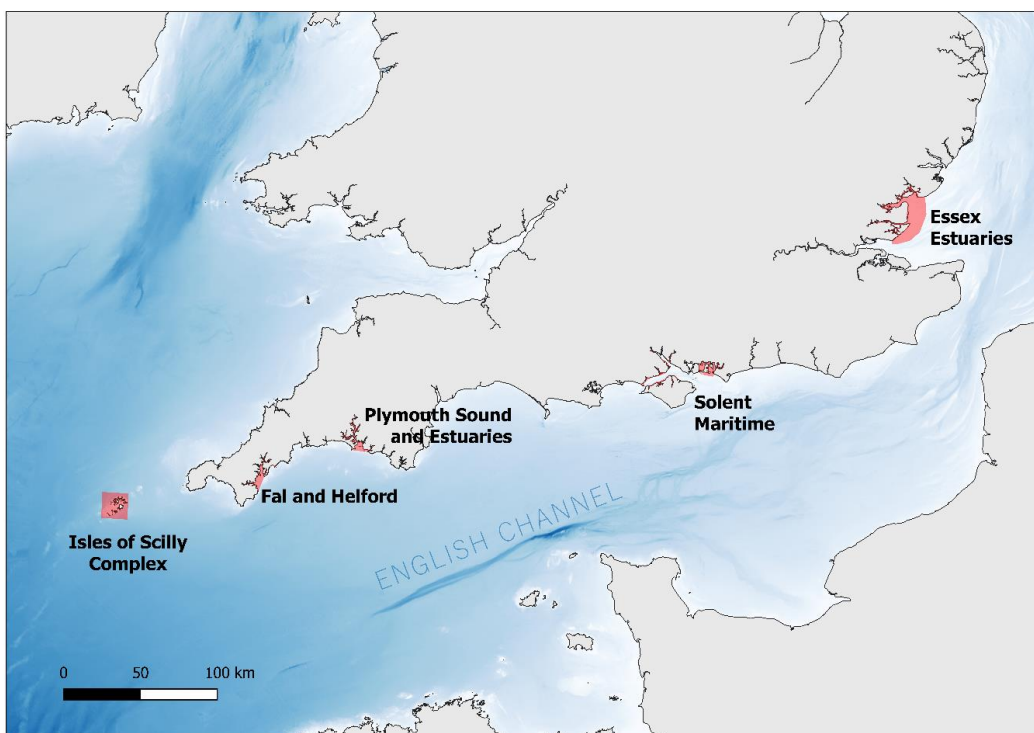 Essex
Estuaries
Solent
Maritime
Plymouth Sound
and Estuaries
Fal and Helford
Isles of Scilly
Complex
ENGLISH CHANNEL
0 50 100 km